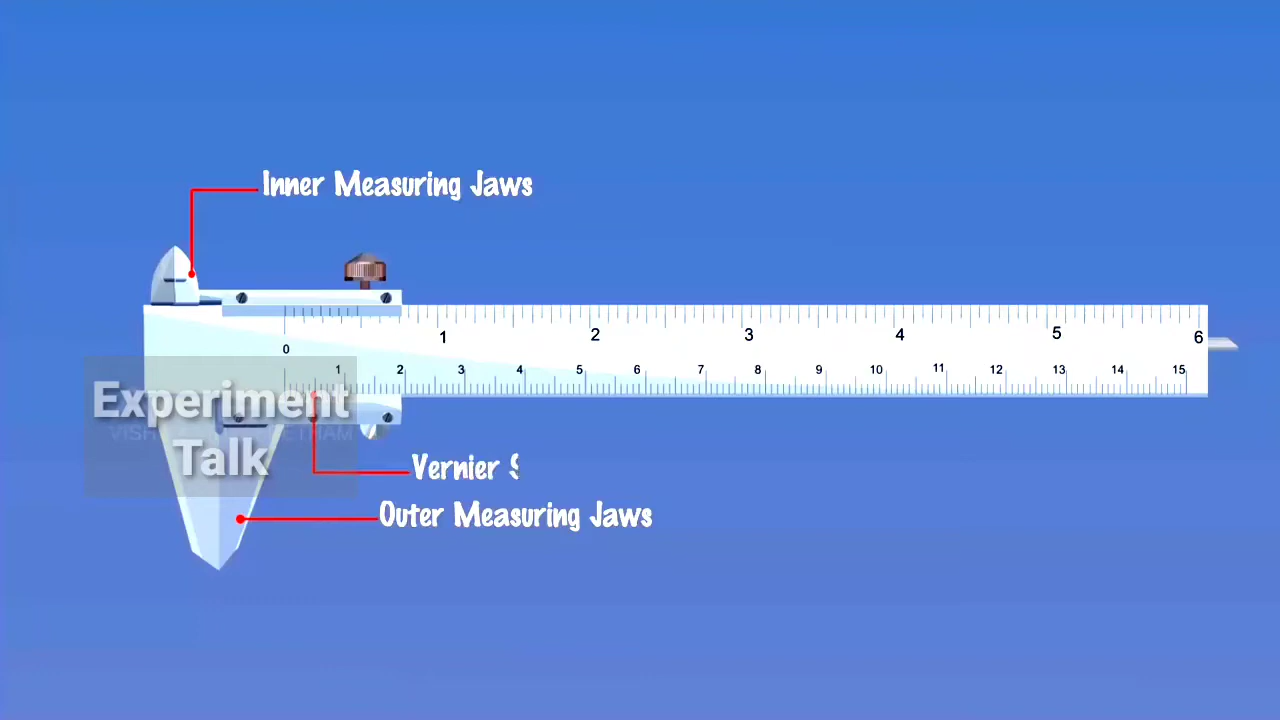 Inner Measuring Jaws
0 1 2 3 4 5 6
1 2 3 4 5 6 7 8 9 10 11 12 13 14 15
Experiment
Talk
Vernier S
Outer Measuring Jaws